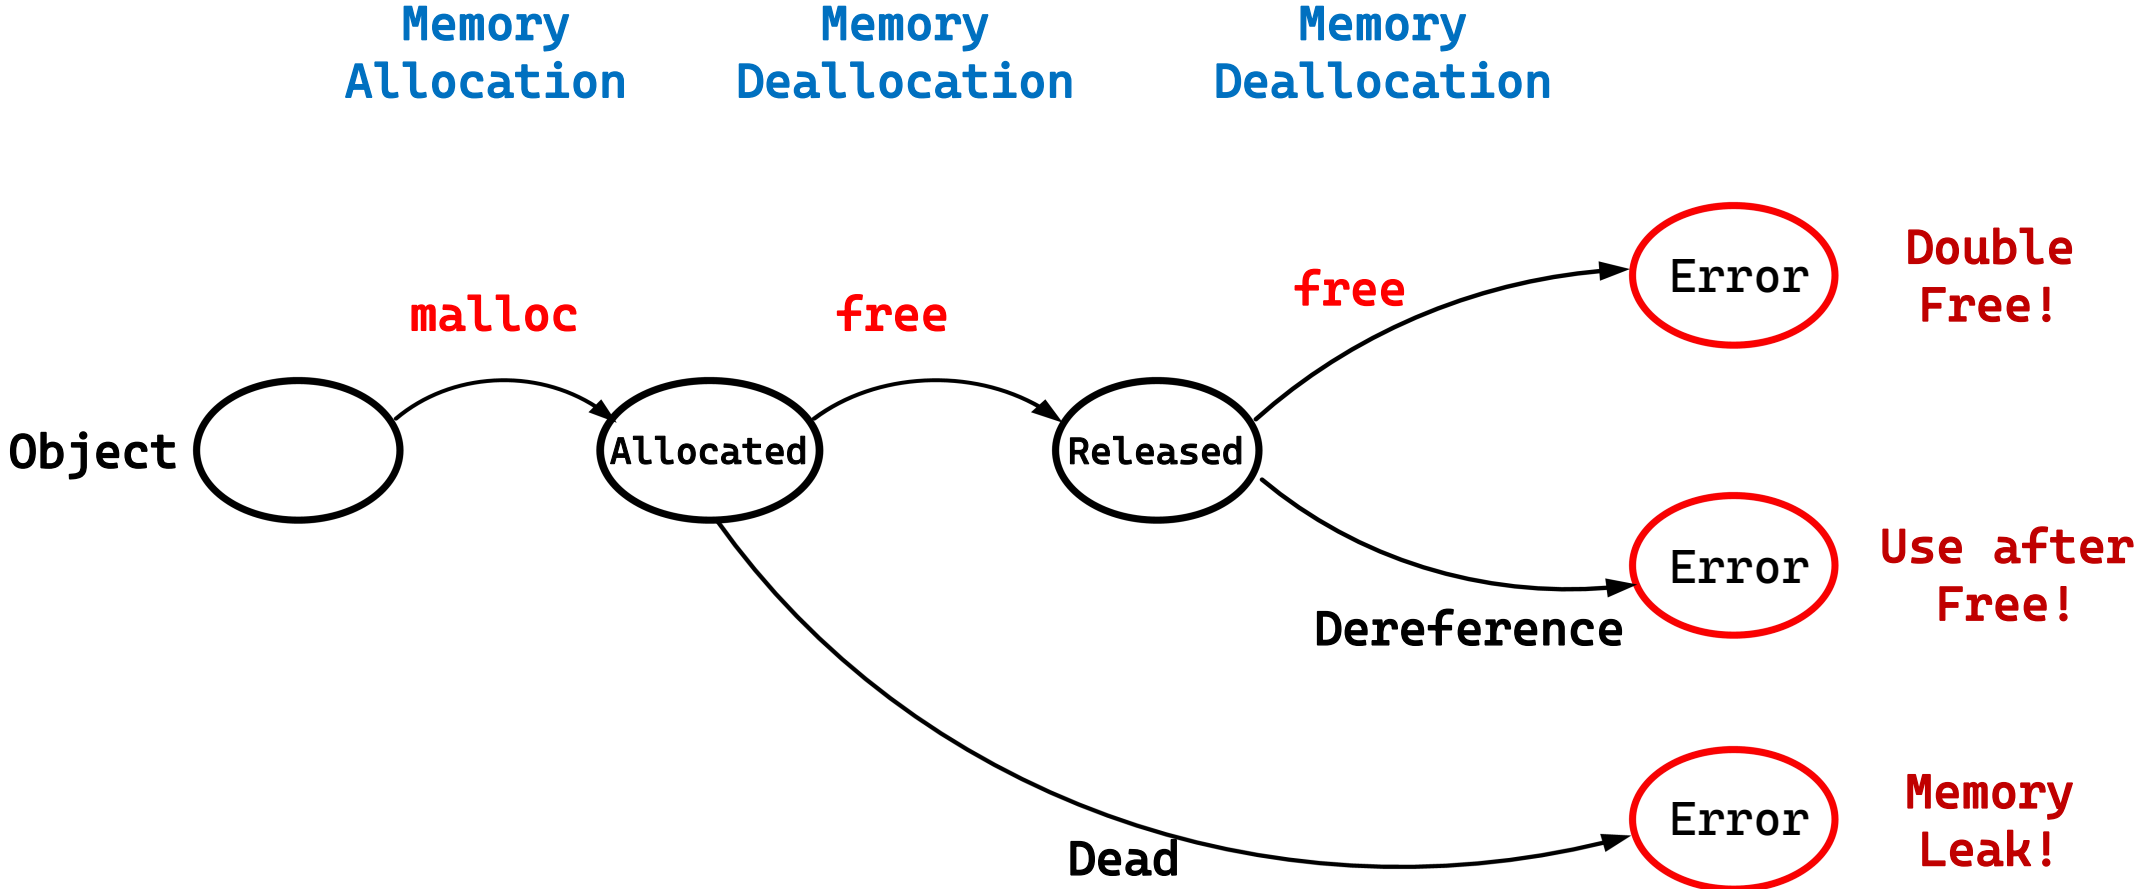 Memory
Allocation
Memory
Deallocation
Memory
Deallocation
malloc
free
free
Error
Double
Free!
Object
Allocated
Released
Dereference
Error
Use after
Free!
Dead
Error
Memory
Leak!